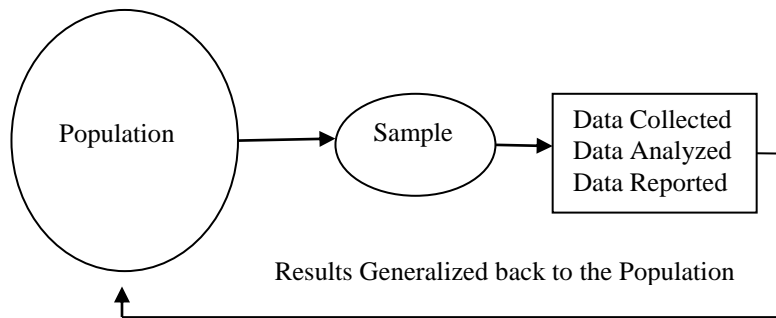 Population
Sample
Data Collected
Data Analyzed
Data Reported
Results Generalized back to the Population